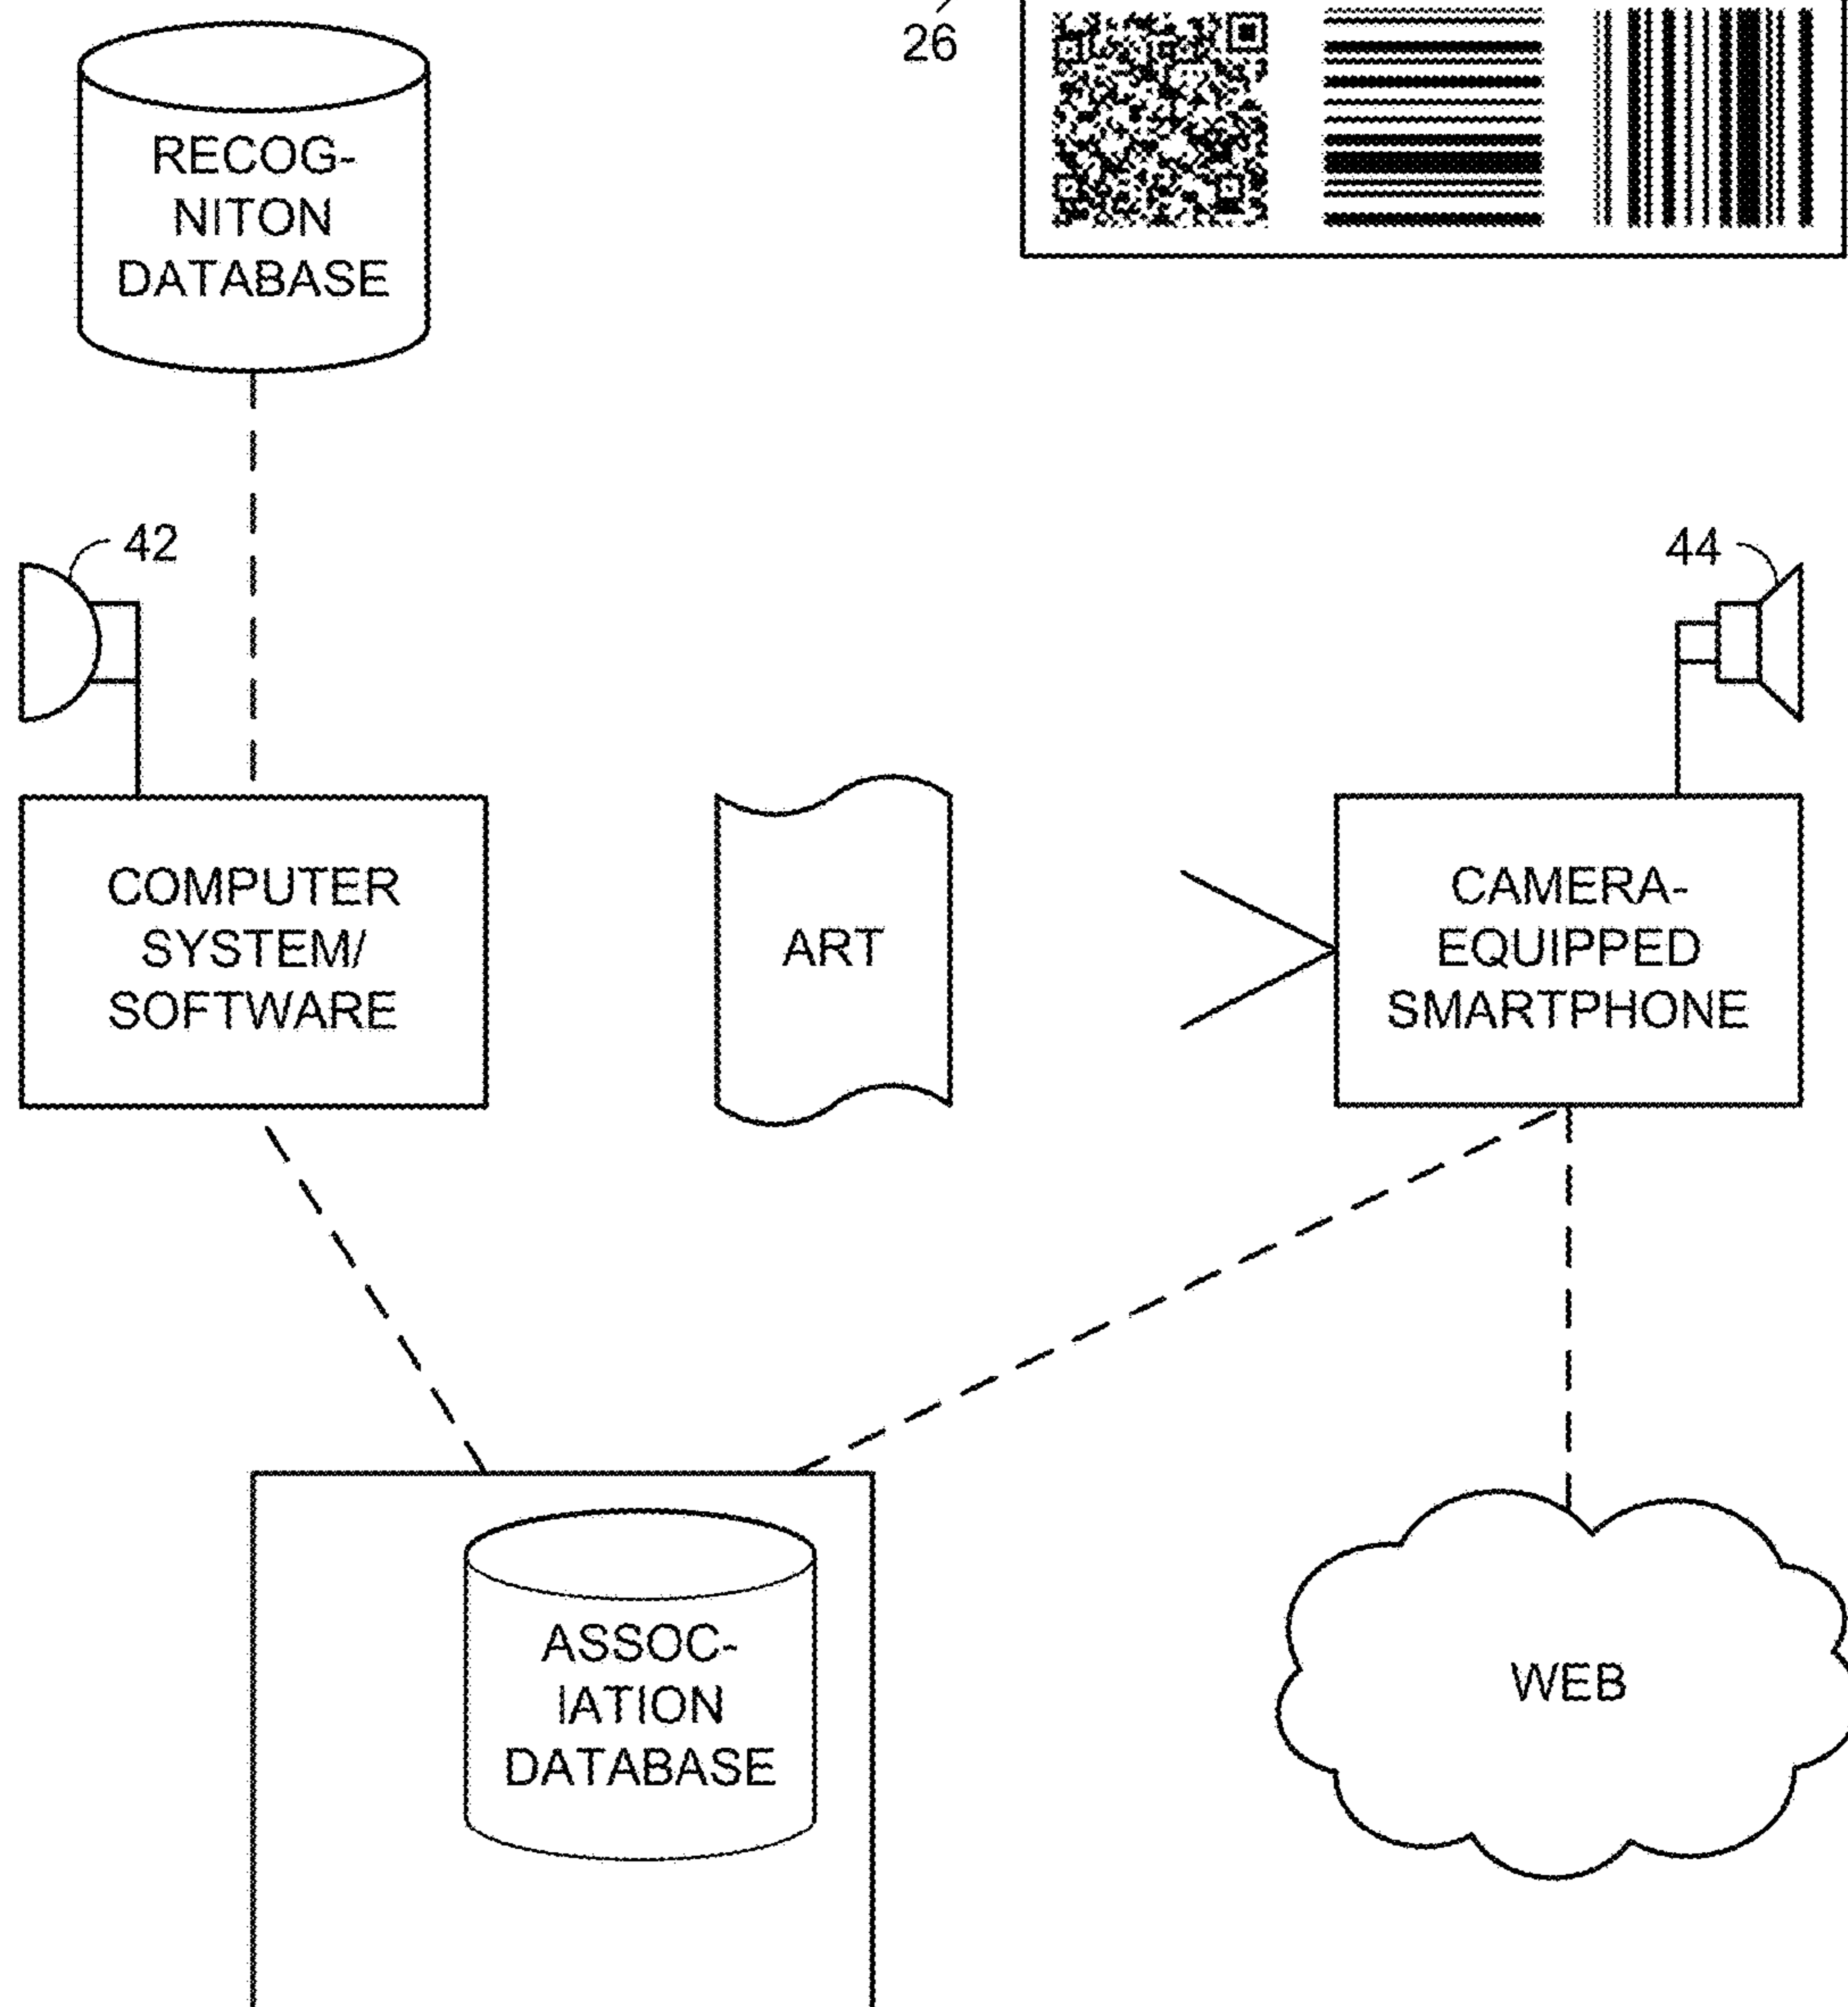 26
RECOG-
NITON
DATABASE
42
44
COMPUTER
SYSTEM/
SOFTWARE
ART
CAMERA-
EQUIPPED
SMARTPHONE
ASSOC-
IATION
DATABASE
WEB